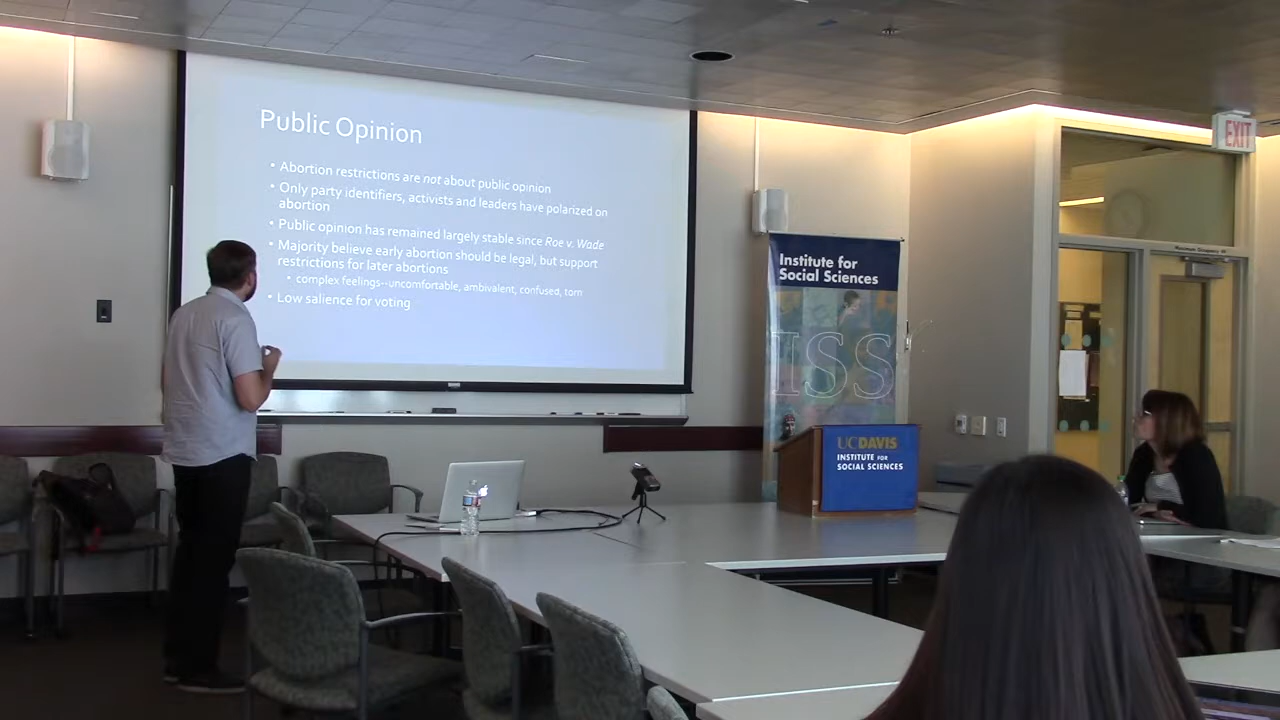 Public Opinion
• Abortion restrictions are not about public opinion
• Only party identifiers, activists and leaders have polarized on
abortion
• Public opinion has remained largely stable since Roe v. Wade
• Majority believe early abortion should be legal, but support
restrictions for later abortions
• complex feelings--uncomfortable, ambivalent, confused, torn
• Low salience for voting
Institute for
Social Sciences
ISS
UCDAVIS
INSTITUTE FOR
SOCIAL SCIENCES
EXIT